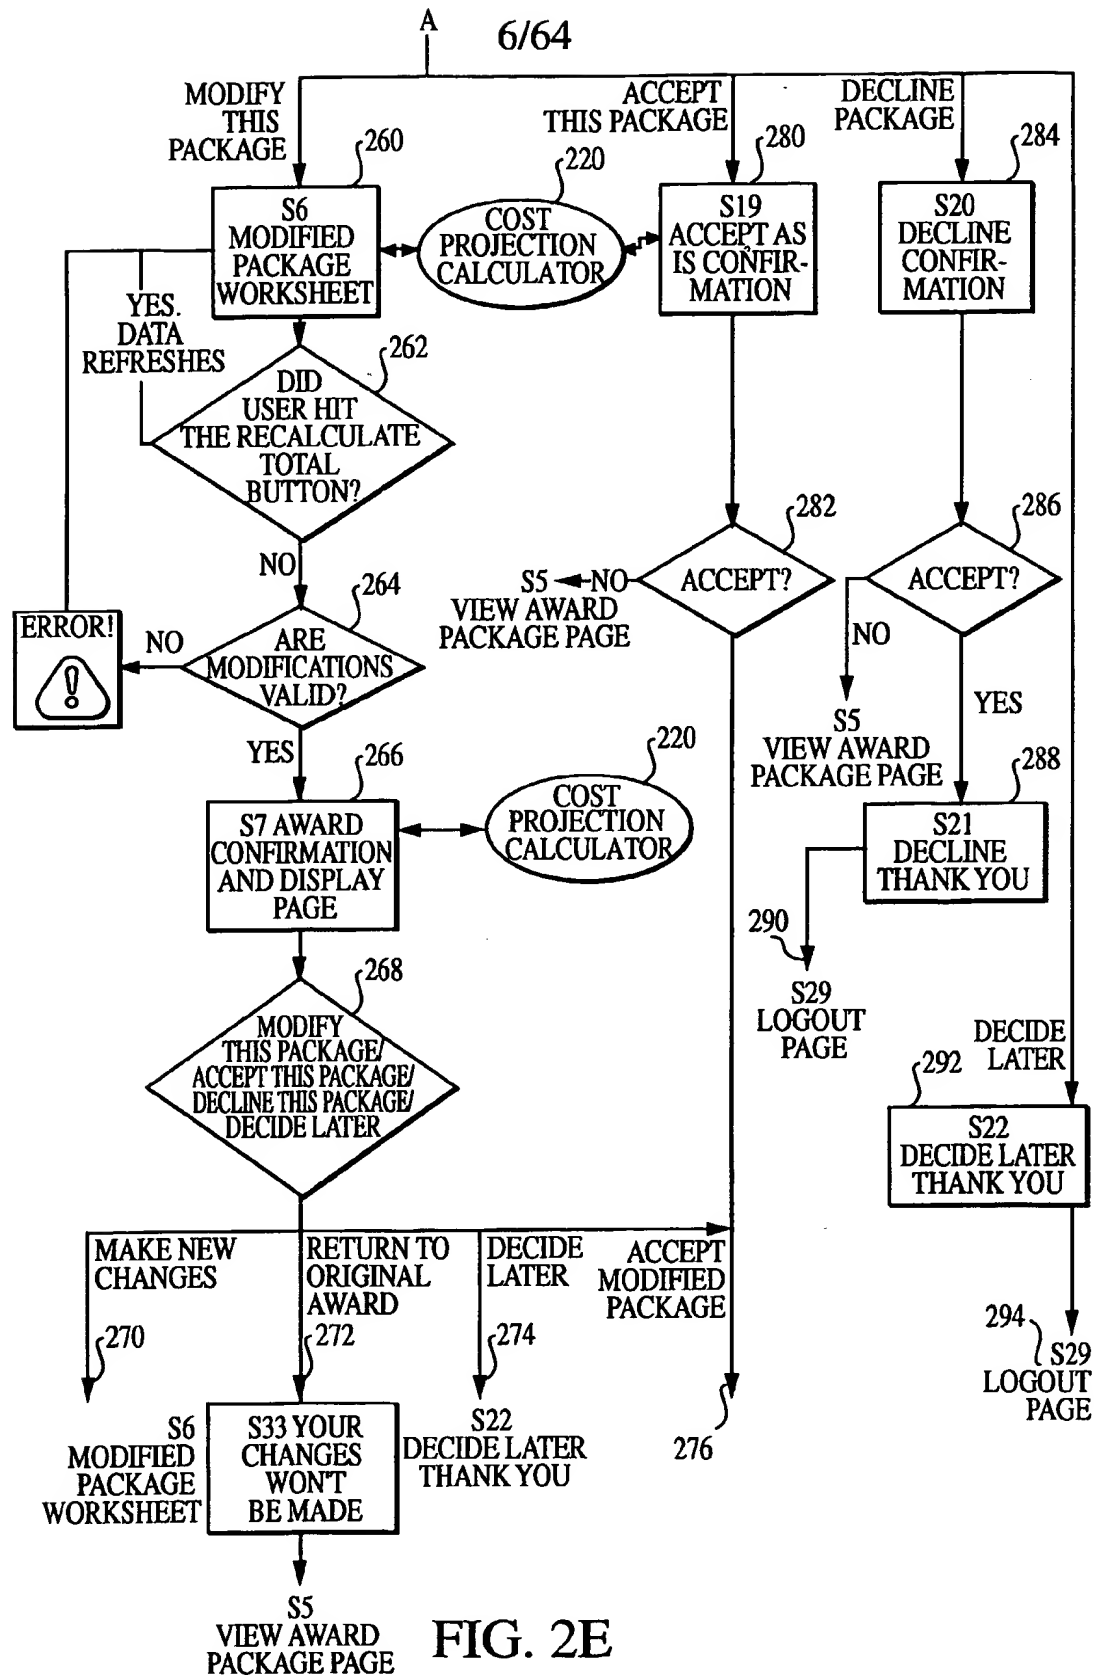 A
6/64
MODIFY
THIS
PACKAGE
260
S6
MODIFIED
PACKAGE
WORKSHEET
220
COST
PROJECTION
CALCULATOR
ACCEPT
THIS PACKAGE
280
S19
ACCEPT AS
IS CONFIR-
MATION
DECLINE
PACKAGE
284
S20
DECLINE
CONFIR-
MATION
YES.
DATA
REFRESHES
262
DID
USER HIT
THE RECALCULATE
TOTAL
BUTTON?
NO
264
ARE
MODIFICATIONS
VALID?
NO
ERROR!
!
YES
266
S7 AWARD
CONFIRMATION
AND DISPLAY
PAGE
220
COST
PROJECTION
CALCULATOR
282
ACCEPT?
NO
S5
VIEW AWARD
PACKAGE PAGE
286
ACCEPT?
NO
S5
VIEW AWARD
PACKAGE PAGE
YES
288
S21
DECLINE
THANK YOU
290
S29
LOGOUT
PAGE
DECIDE
LATER
292
S22
DECIDE LATER
THANK YOU
294
S29
LOGOUT
PAGE
268
MODIFY
THIS PACKAGE/
ACCEPT THIS PACKAGE/
DECLINE THIS PACKAGE/
DECIDE LATER
MAKE NEW
CHANGES
270
S6
MODIFIED
PACKAGE
WORKSHEET
RETURN TO
ORIGINAL
AWARD
272
S33 YOUR
CHANGES
WON'T
BE MADE
S5
VIEW AWARD
PACKAGE PAGE
DECIDE
LATER
274
S22
DECIDE LATER
THANK YOU
ACCEPT
MODIFIED
PACKAGE
276
FIG. 2E